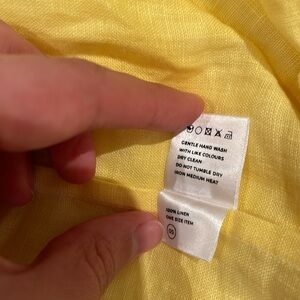 GENTLE HAND WASH
WITH LIKE COLOURS
DRY CLEAN
DO NOT TUMBLE DRY
IRON MEDIUM HEAT
100% LINEN
ONE SIZE ITEM
OS